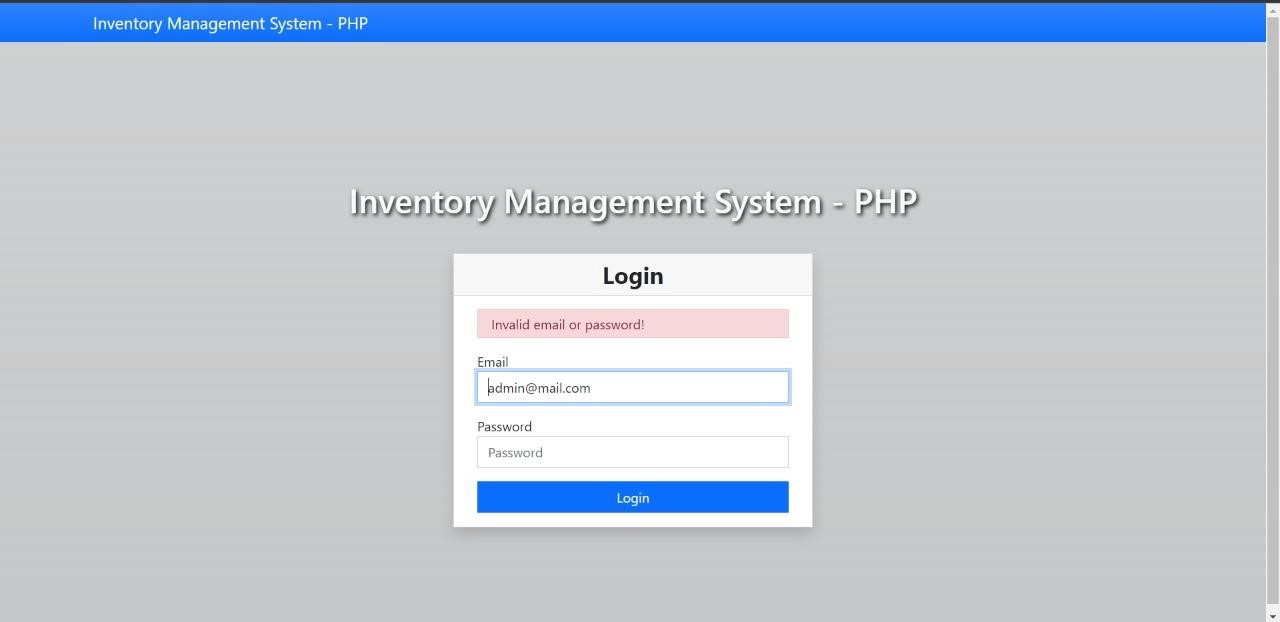 Inventory Management System - PHP
Inventory Management System - PHP
Login
Invalid email or password!
Email
admin@mail.com
Password
Password
Login